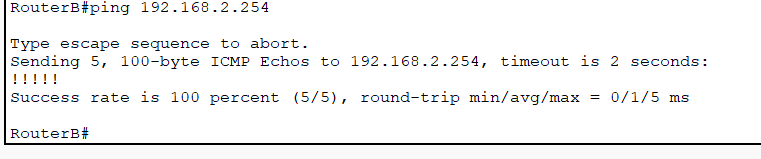 RouterB#ping 192.168.2.254
Type escape sequence to abort.
Sending 5, 100-byte ICMP Echos to 192.168.2.254, timeout is 2 seconds:
!!!!!
Success rate is 100 percent (5/5), round-trip min/avg/max = 0/1/5 ms
RouterB#